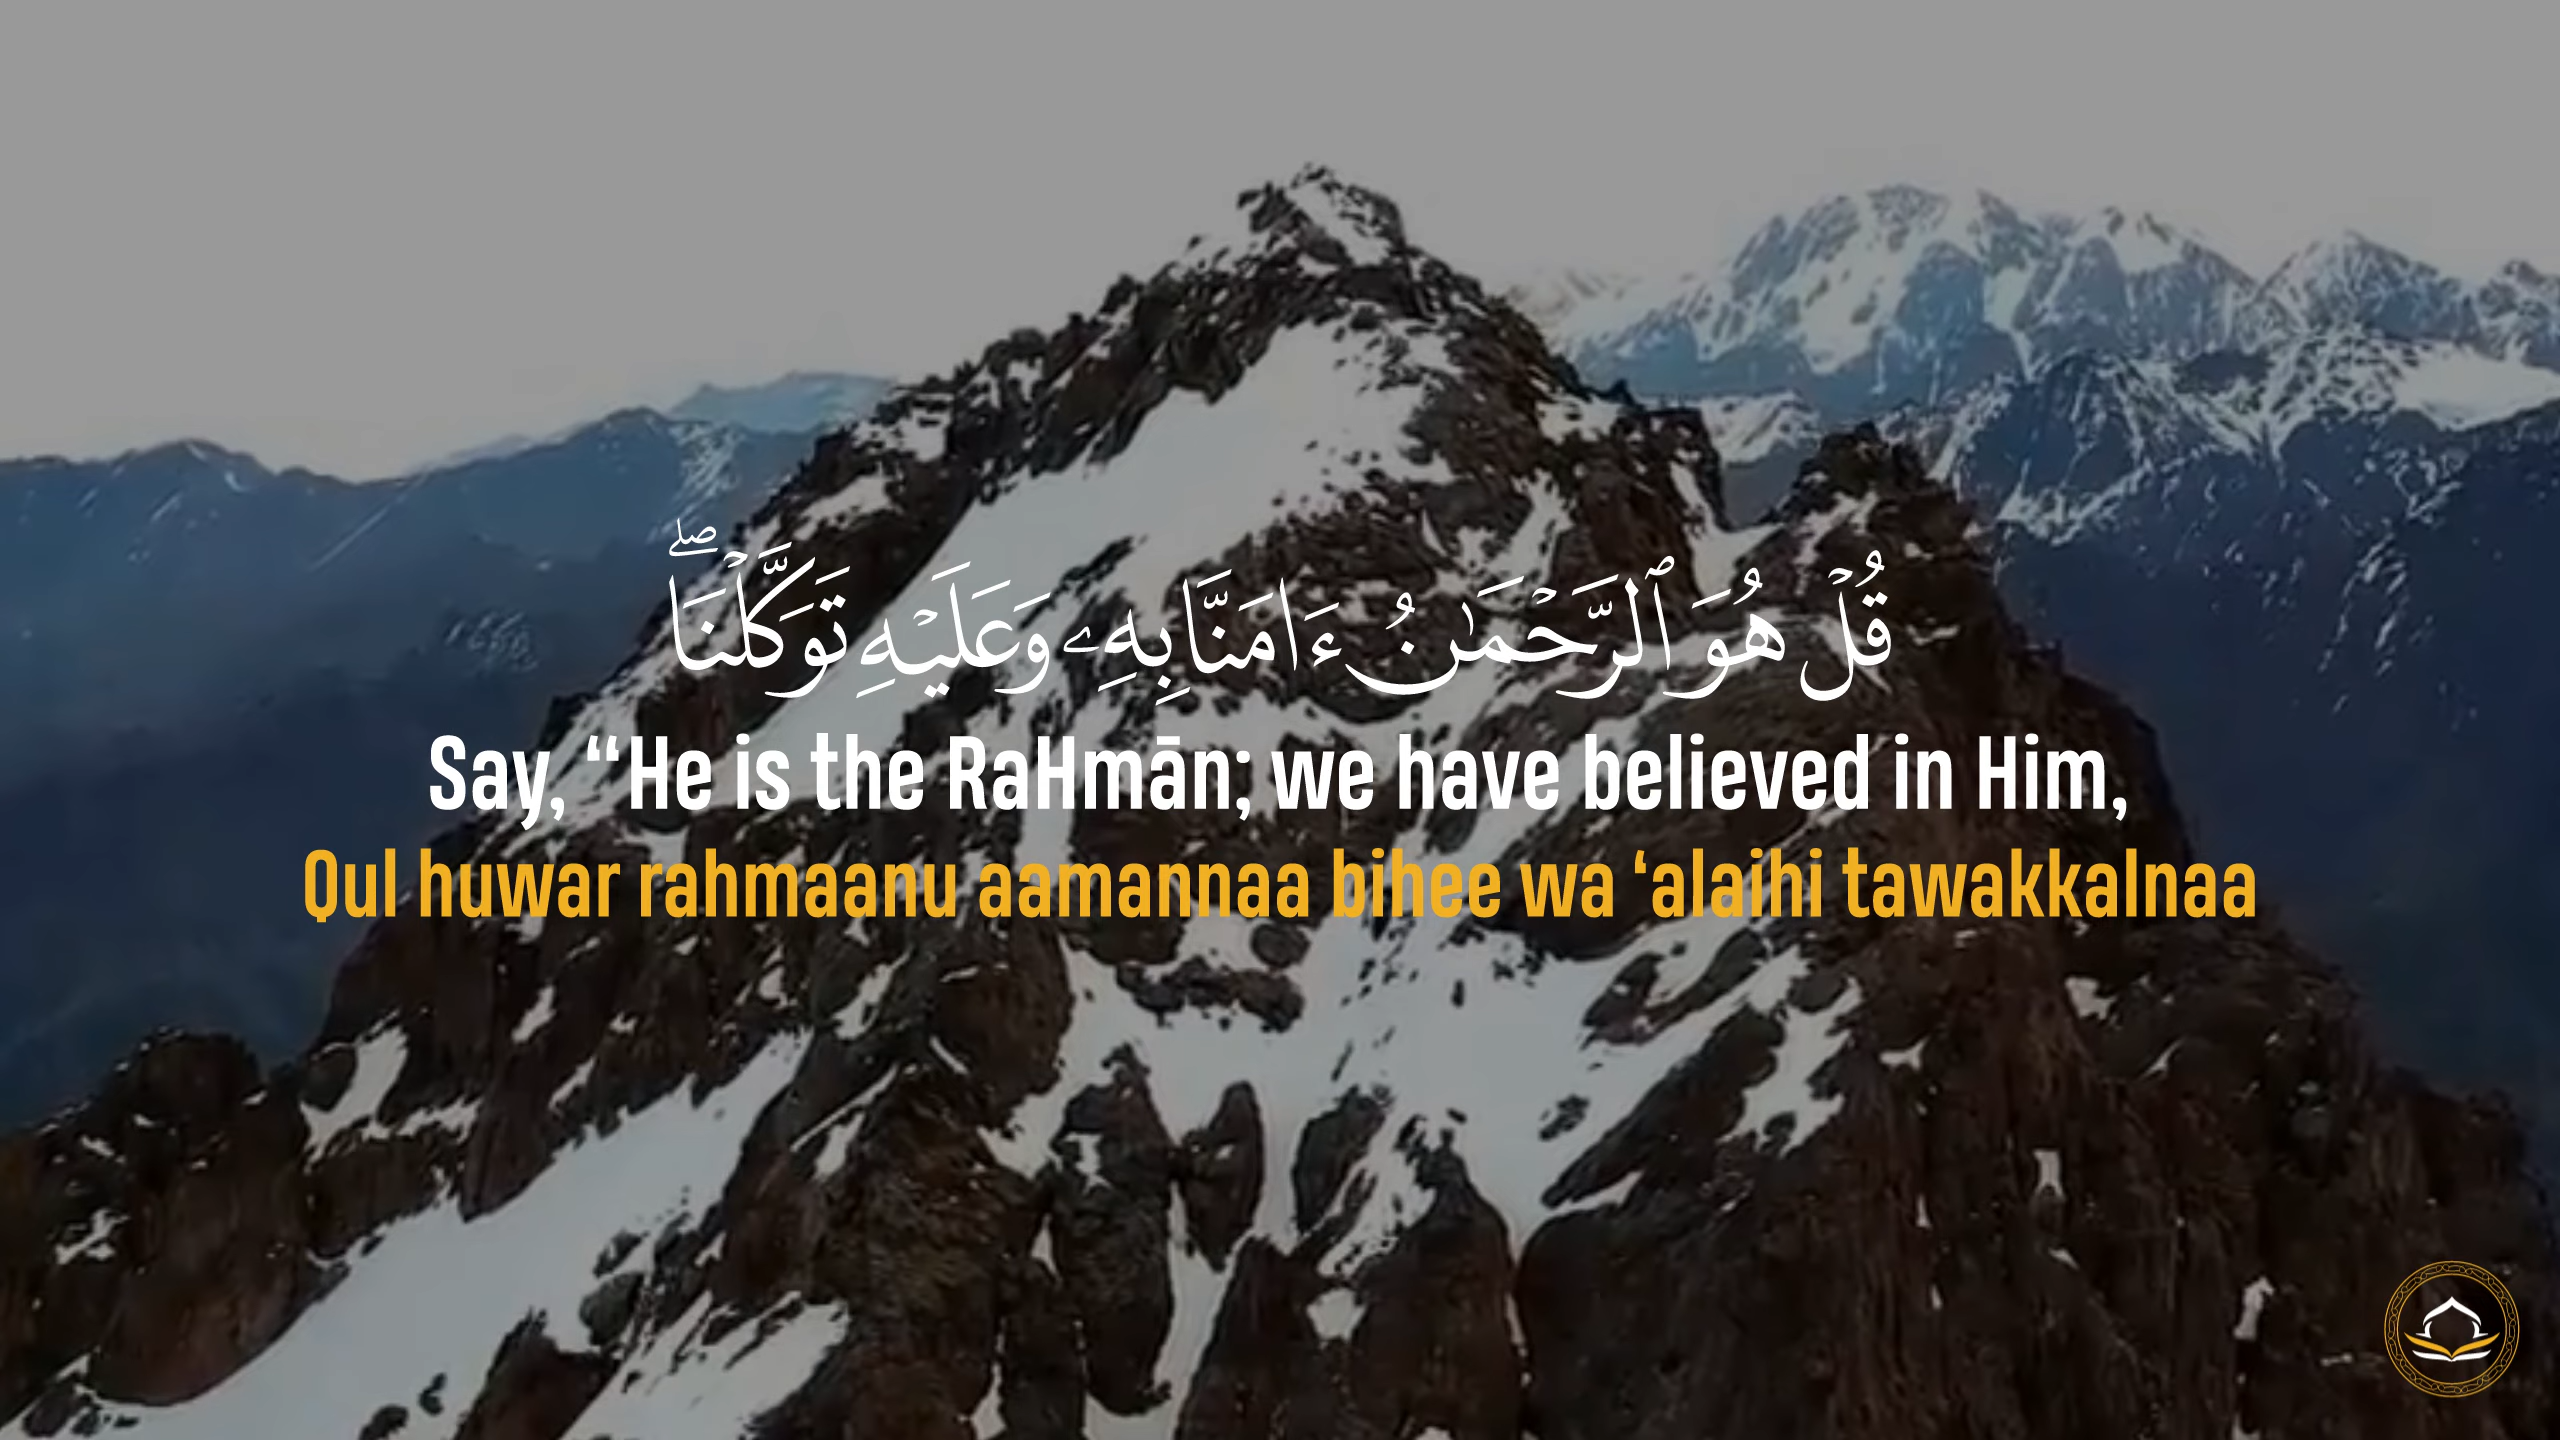 قُلْ هُوَ ٱلرَّحْمَـٰنُ ءَامَنَّا بِهِۦ وَعَلَيْهِ تَوَكَّلْنَا ۖ
Say, “He is the RaHmān; we have believed in Him,
Qul huwar rahmaanu aamannaa bihee wa ‘alaihi tawakkalnaa